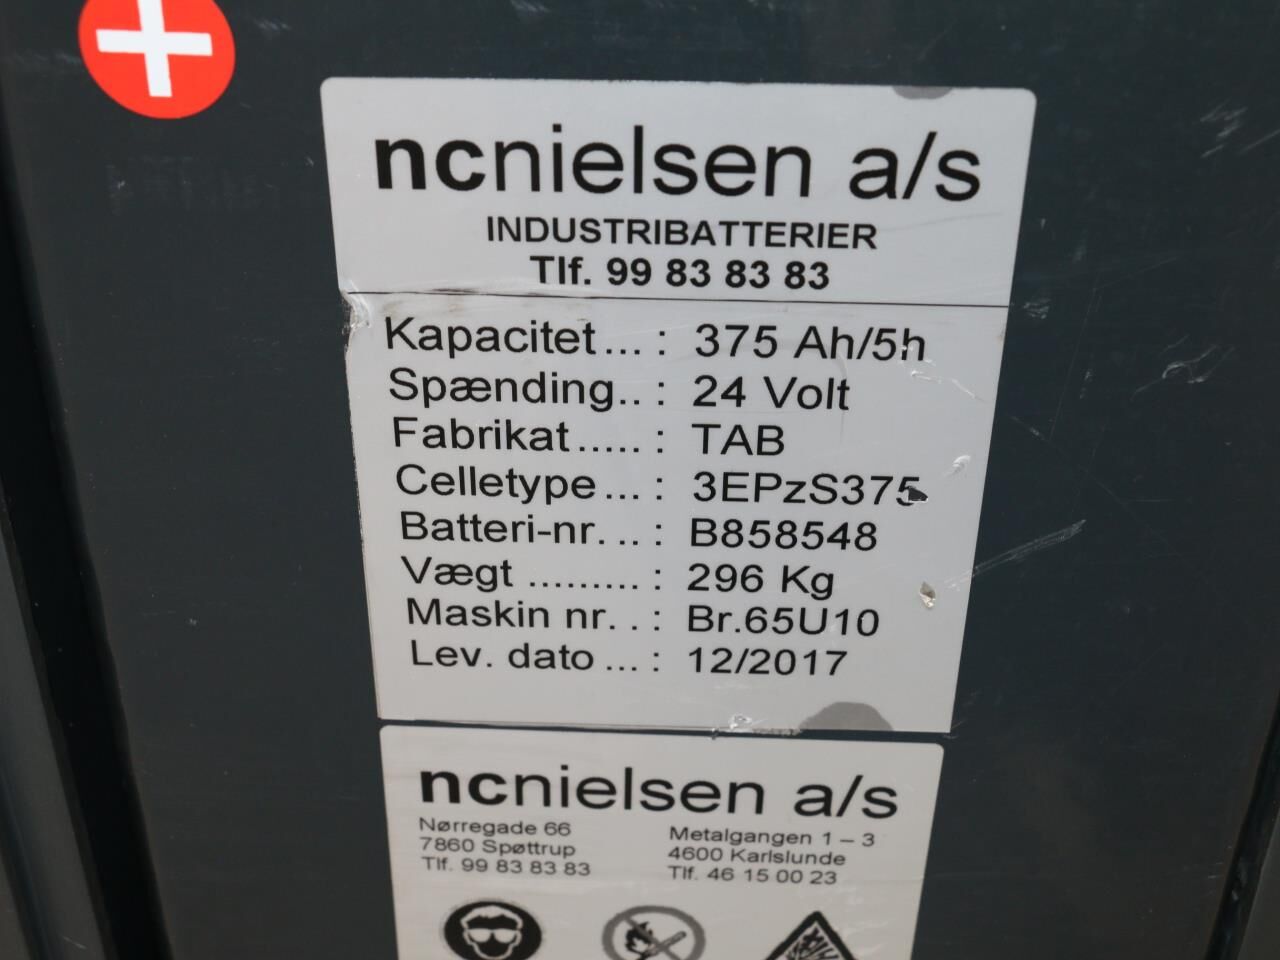 ncnielsen a/s
INDUSTRIBATTERIER
Tlf. 99 83 83 83
Kapacitet... : 375 Ah/5h
Spænding.. : 24 Volt
Fabrikat..... : TAB
Celletype... : 3EPzS375
Batteri-nr. .. : B858548
Vægt ......... : 296 Kg
Maskin nr. . : Br.65U10
Lev. dato ... : 12/2017
ncnielsen a/s
Nørregade 66
7860 Spøttrup
Tlf. 99 83 83 83
Metalgangen 1 – 3
4600 Karlslunde
Tlf. 46 15 00 23